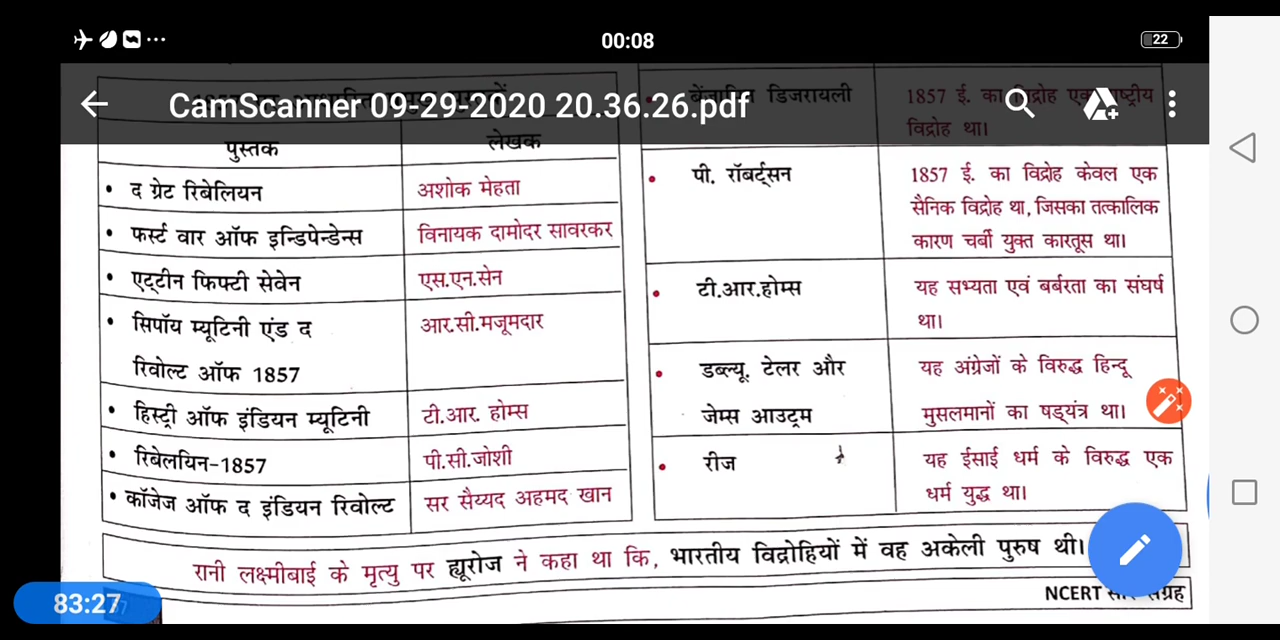 00:08
22
CamScanner 09-29-2020 20.36.26.pdf
पुस्तक
लेखक
• द ग्रेट रिबेलियन
अशोक मेहता
• फर्स्ट वार ऑफ इन्डिपेन्डेन्स
विनायक दामोदर सावरकर
• एट्टीन फिफ्टी सेवेन
एस.एन.सेन
• सिपॉय म्यूटिनी एंड द
रिवोल्ट ऑफ 1857
आर.सी.मजूमदार
• हिस्ट्री ऑफ इंडियन म्यूटिनी
टी.आर. होम्स
• रिबेलयिन-1857
पी.सी.जोशी
• कॉजेज ऑफ द इंडियन रिवोल्ट
सर सैय्यद अहमद खान
• बेंजामिन डिजरायली
1857 ई. का विद्रोह एक राष्ट्रीय
विद्रोह था।
• पी. रॉबर्ट्सन
1857 ई. का विद्रोह केवल एक
सैनिक विद्रोह था, जिसका तत्कालिक
कारण चर्बी युक्त कारतूस था।
• टी.आर.होम्स
यह सभ्यता एवं बर्बरता का संघर्ष
था।
• डब्ल्यू. टेलर और
जेम्स आउट्रम
यह अंग्रेजों के विरुद्ध हिन्दू
मुसलमानों का षड्यंत्र था।
• रीज
यह ईसाई धर्म के विरुद्ध एक
धर्म युद्ध था।
रानी लक्ष्मीबाई के मृत्यु पर ह्यूरोज ने कहा था कि, भारतीय विद्रोहियों में वह अकेली पुरुष थी।
83:27
NCERT सार संग्रह